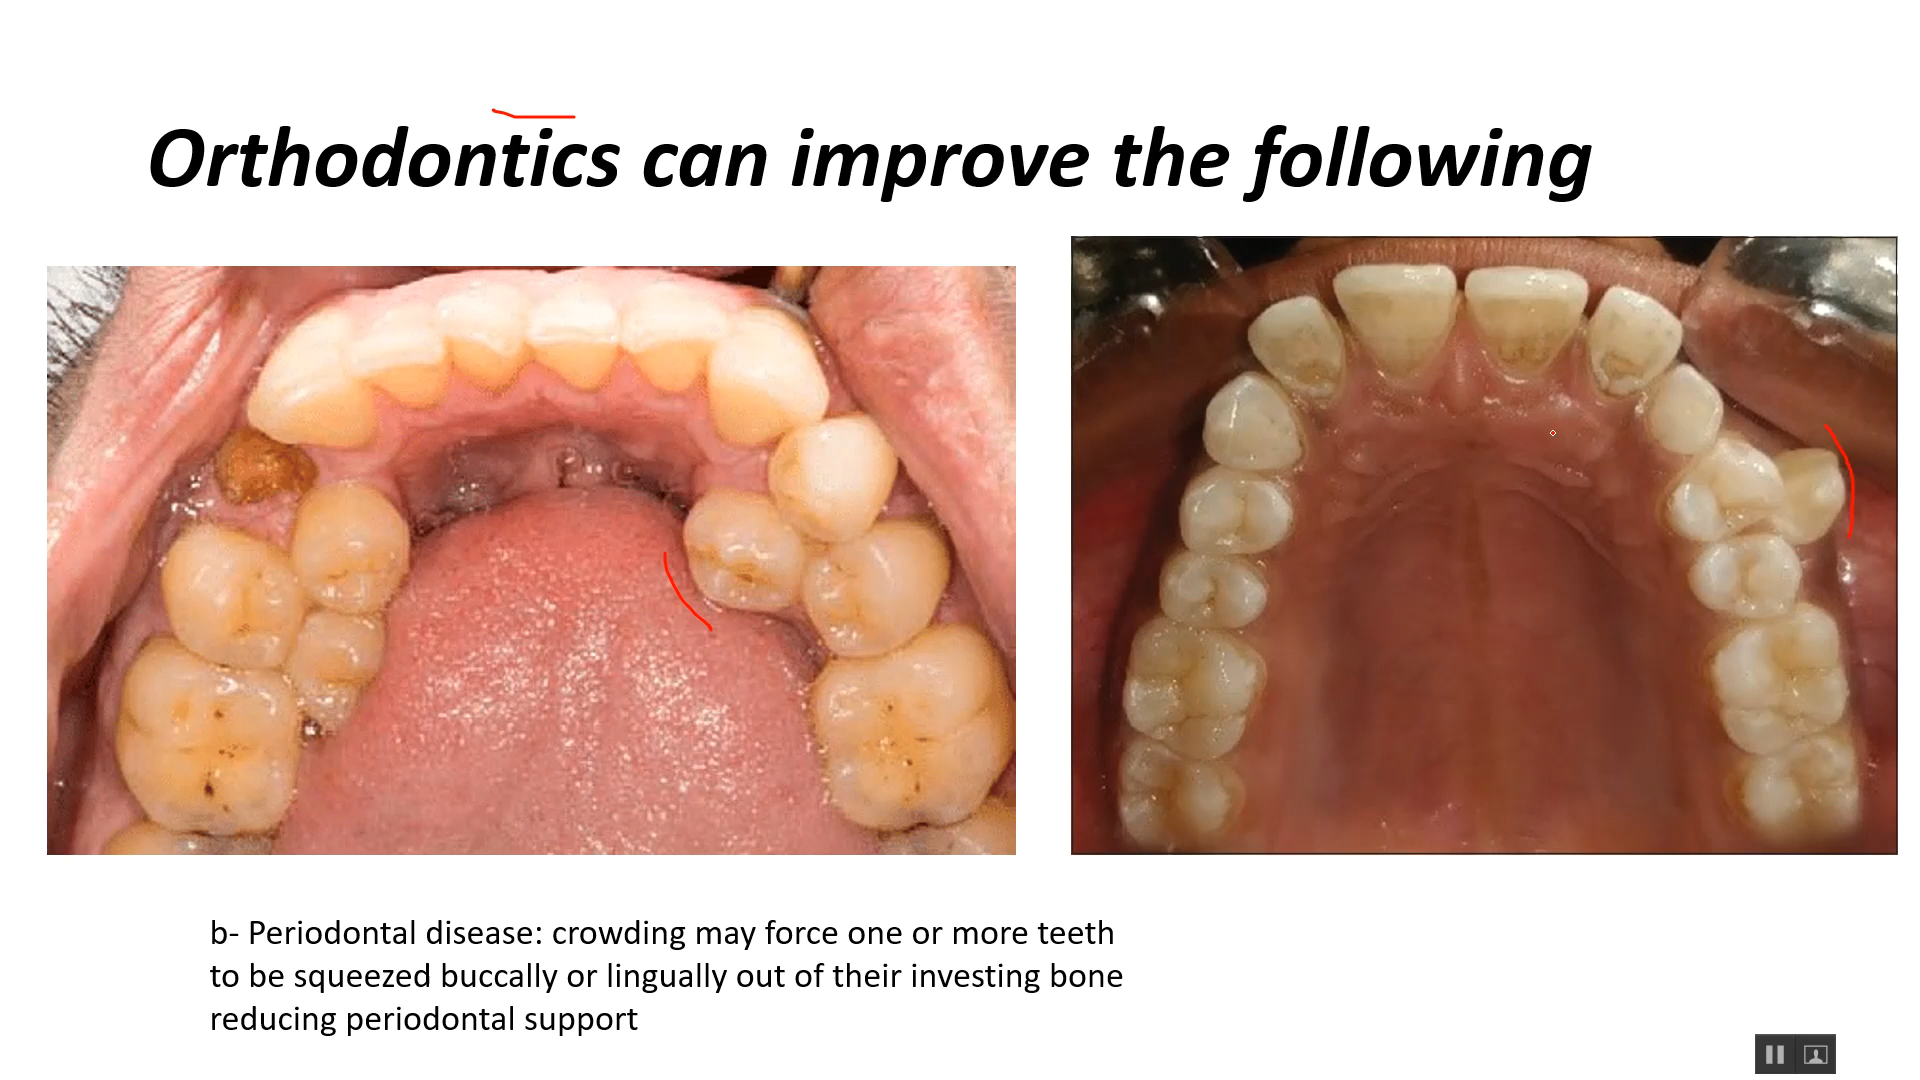 Orthodontics can improve the following
b- Periodontal disease: crowding may force one or more teeth
to be squeezed buccally or lingually out of their investing bone
reducing periodontal support